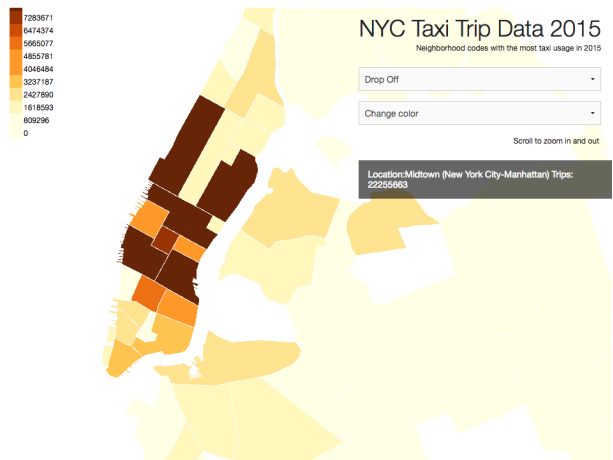 NYC Taxi Trip Data 2015
Neighborhood codes with the most taxi usage in 2015
Drop Off
Change color
Scroll to zoom in and out
Location:Midtown (New York City-Manhattan) Trips:
22255663
7283671
6474374
5665077
4855781
4046484
3237187
2427890
1618593
809296
0